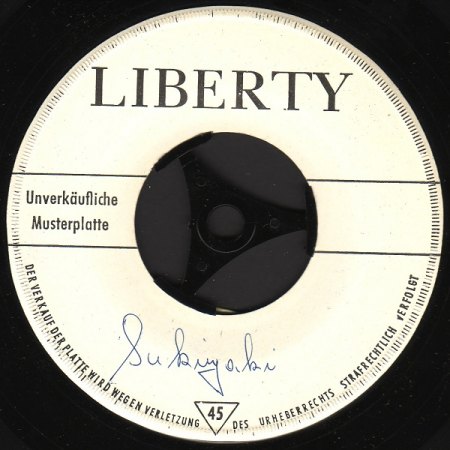 LIBERTY
Unverkäufliche
Musterplatte
Sukiyaki
DER VERKAUF DER PLATTE WIRD WEGEN VERLETZUNG 45 DES URHEBERRECHTS STRAFRECHTLICH VERFOLGT